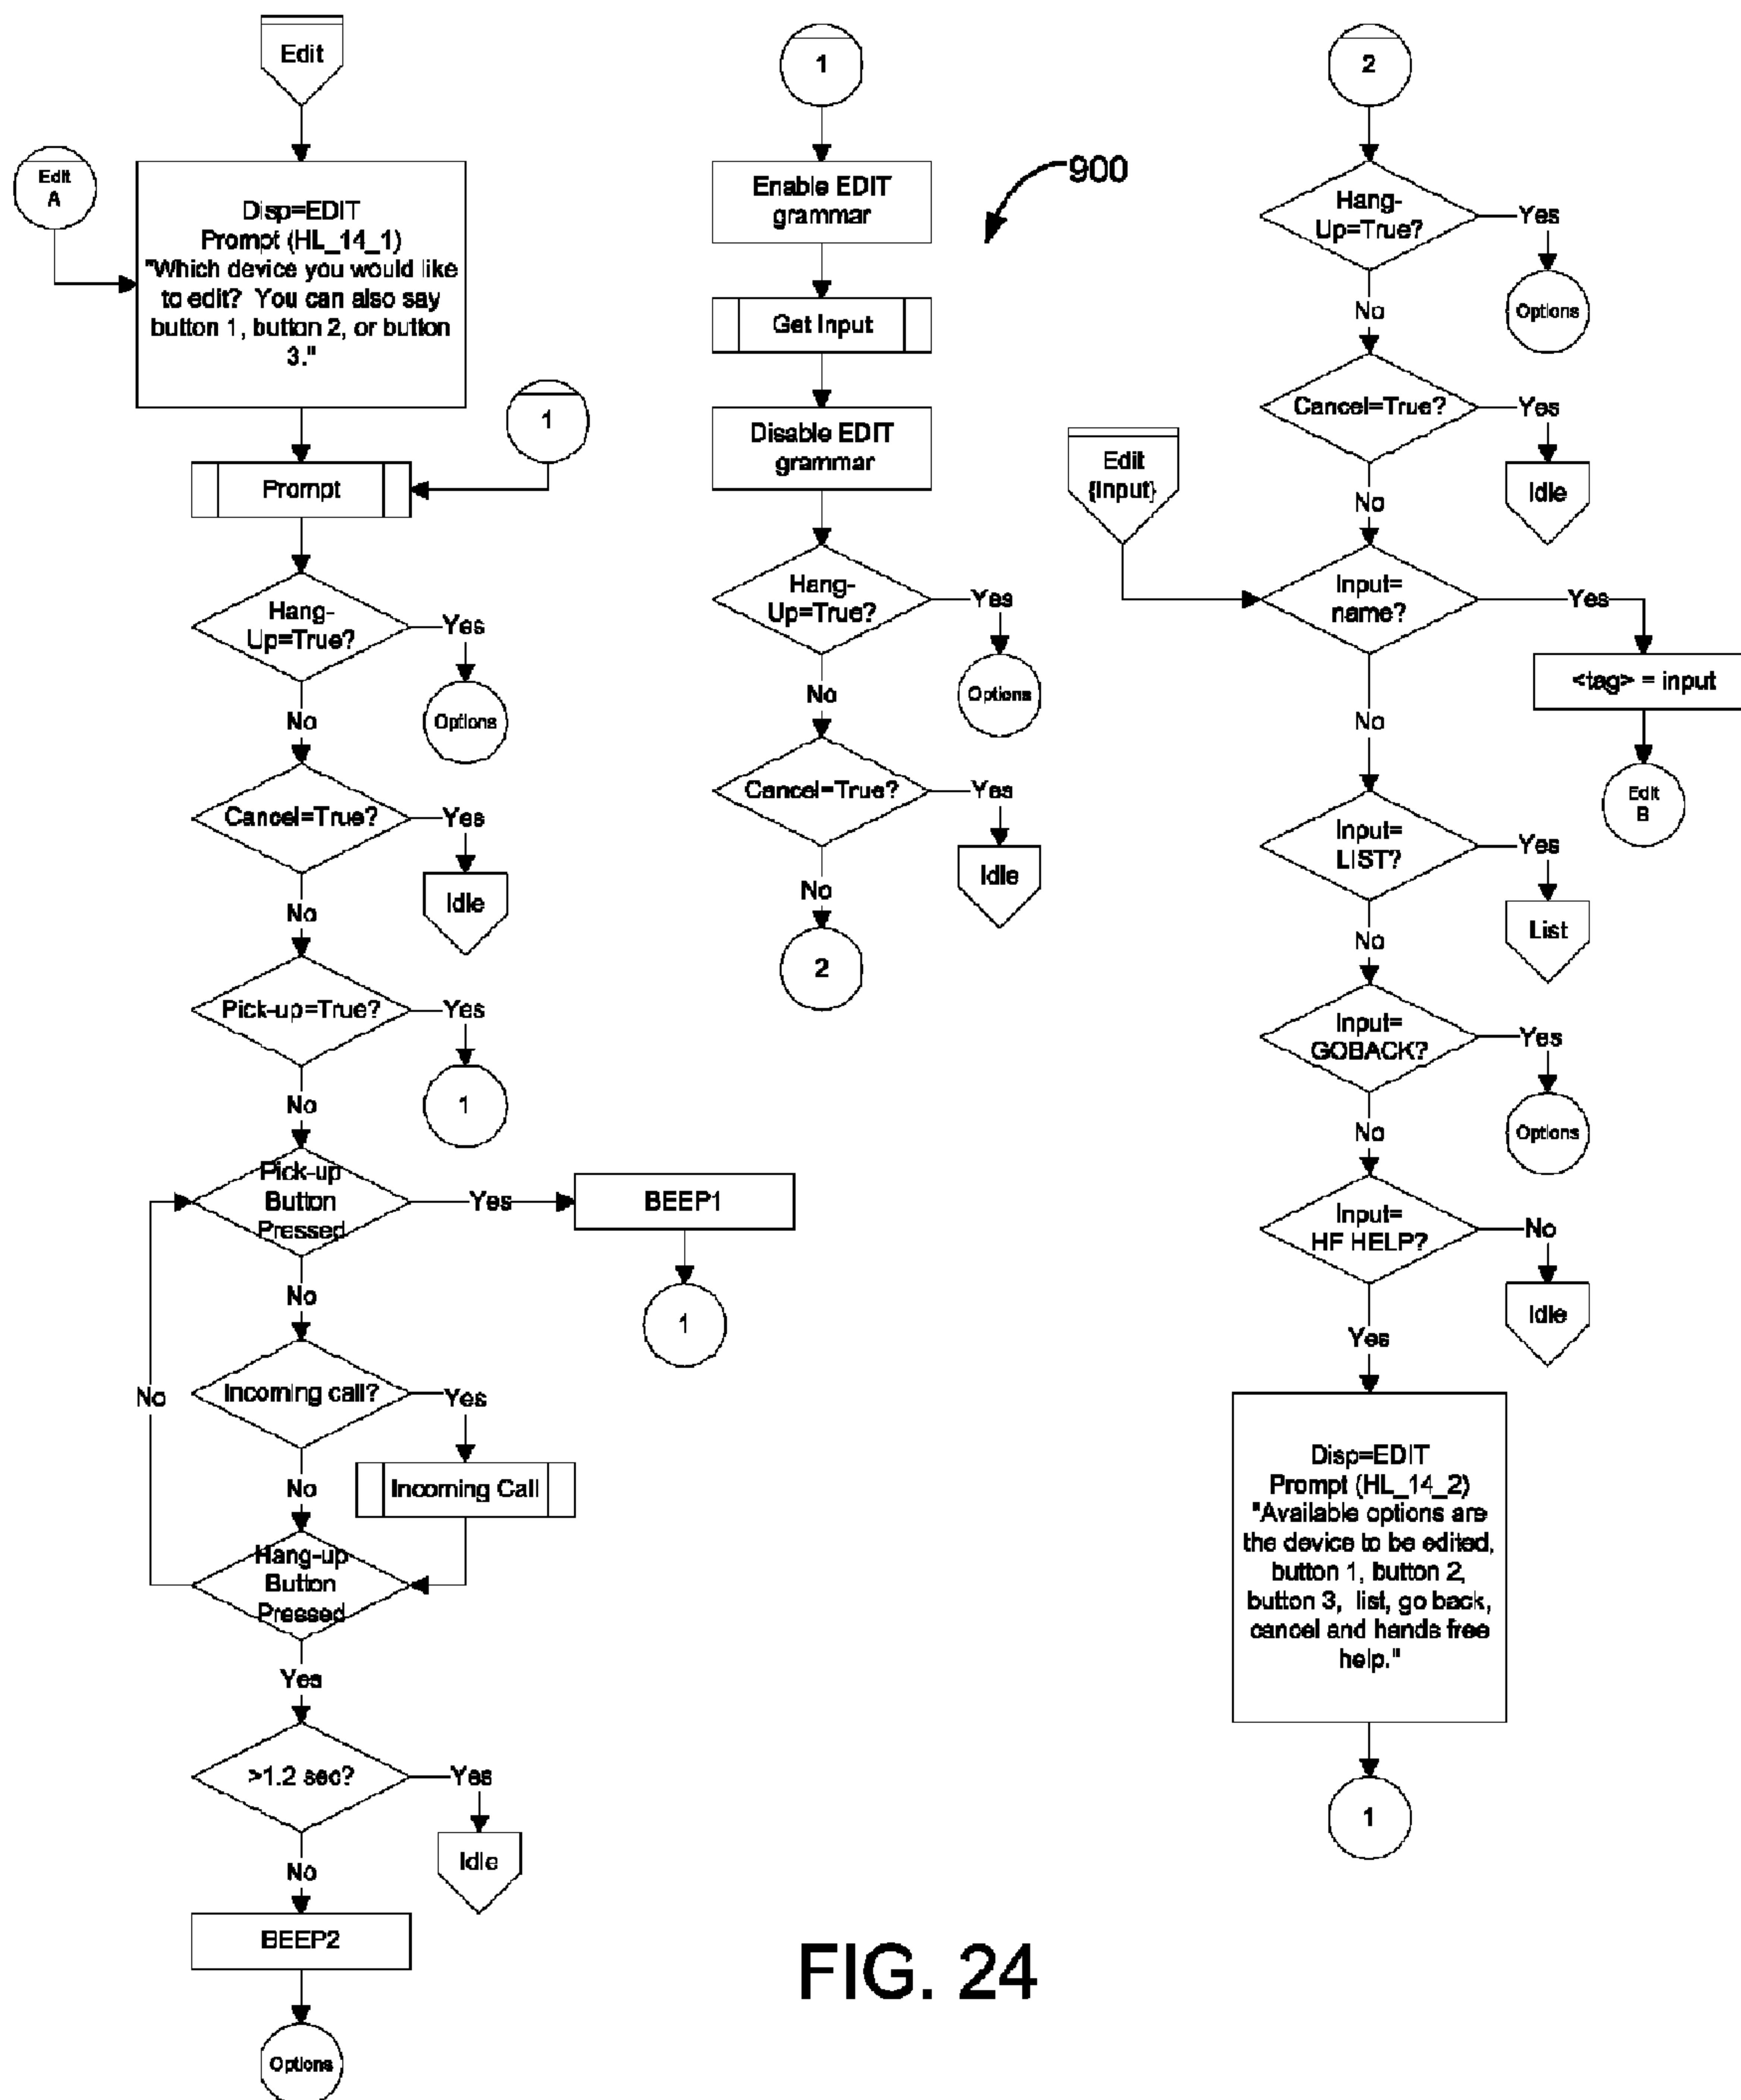 Edit
Edit
A
Disp=EDIT
Prompt (HL_14_1)
"Which device you would like
to edit? You can also say
button 1, button 2, or button
3."
1
Prompt
Hang-
Up=True?
Yes
Options
No
Cancel=True?
Yes
Idle
No
Pick-up=True?
Yes
1
No
Pick-up
Button
Pressed
Yes
BEEP1
1
No
Incoming call?
Yes
Incoming Call
No
No
Hang-up
Button
Pressed
Yes
>1.2 sec?
Yes
Idle
No
BEEP2
Options
1
Enable EDIT
grammar
900
Get Input
Disable EDIT
grammar
Hang-
Up=True?
Yes
Options
No
Cancel=True?
Yes
Idle
No
2
2
Hang-
Up=True?
Yes
Options
No
Cancel=True?
Yes
Idle
No
Edit
{Input}
Input=
name?
Yes
<tag> = input
Edit
B
No
Input=
LIST?
Yes
List
No
Input=
GOBACK?
Yes
Options
No
Input=
HF HELP?
No
Idle
Yes
Disp=EDIT
Prompt (HL_14_2)
"Available options are
the device to be edited,
button 1, button 2,
button 3, list, go back,
cancel and hands free
help."
1
FIG. 24